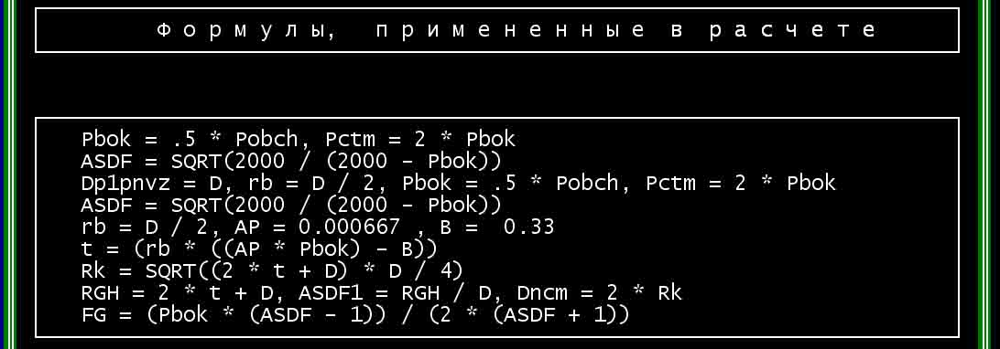 Формулы, примененные в расчете
Pbok = .5 * Pobch, Pctm = 2 * Pbok
ASDF = SQRT(2000 / (2000 - Pbok))
Dp1pnvz = D, rb = D / 2, Pbok = .5 * Pobch, Pctm = 2 * Pbok
ASDF = SQRT(2000 / (2000 - Pbok))
rb = D / 2, AP = 0.000667 , B =  0.33
t = (rb * ((AP * Pbok) - B))
Rk = SQRT((2 * t + D) * D / 4)
RGH = 2 * t + D, ASDF1 = RGH / D, Dncm = 2 * Rk
FG = (Pbok * (ASDF - 1)) / (2 * (ASDF + 1))